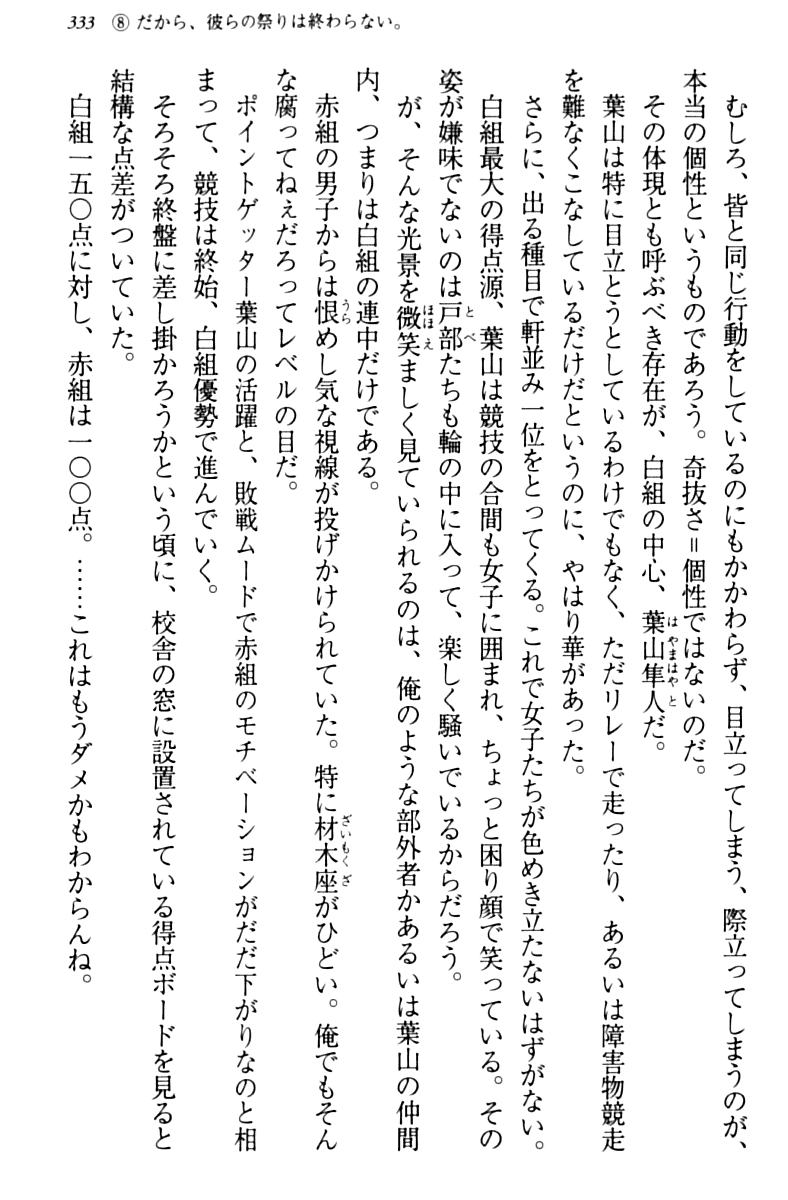 333 ⑧ だから、彼らの祭りは終わらない。
むしろ、皆と同じ行動をしているのにもかかわらず、目立ってしまう、際立ってしまうのが、
本当の個性というものであろう。奇抜さ＝個性ではないのだ。
その体現とも呼ぶべき存在が、白組の中心、葉山隼人だ。
葉山は特に目立とうとしているわけでもなく、ただリレーで走ったり、あるいは障害物競走
を難なくこなしているだけだというのに、やはり華があった。
さらに、出る種目で軒並み一位をとってくる。これで女子たちが色めき立たないはずがない。
白組最大の得点源、葉山は競技の合間も女子に囲まれ、ちょっと困り顔で笑っている。その
姿が嫌味でないのは戸部たちも輪の中に入って、楽しく騒いでいるからだろう。
が、そんな光景を微笑ましく見ていられるのは、俺のような部外者かあるいは葉山の仲間
内、つまりは白組の連中だけである。
赤組の男子からは恨めし気な視線が投げかけられていた。特に材木座がひどい。俺でもそん
な腐ってねぇだろってレベルの目だ。
ポイントゲッター葉山の活躍と、敗戦ムードで赤組のモチベーションがだだ下がりなのと相
まって、競技は終始、白組優勢で進んでいく。
そろそろ終盤に差し掛かろうかという頃に、校舎の窓に設置されている得点ボードを見ると
結構な点差がついていた。
白組一五〇点に対し、赤組は一〇〇点。……これはもうダメかもわからんね。